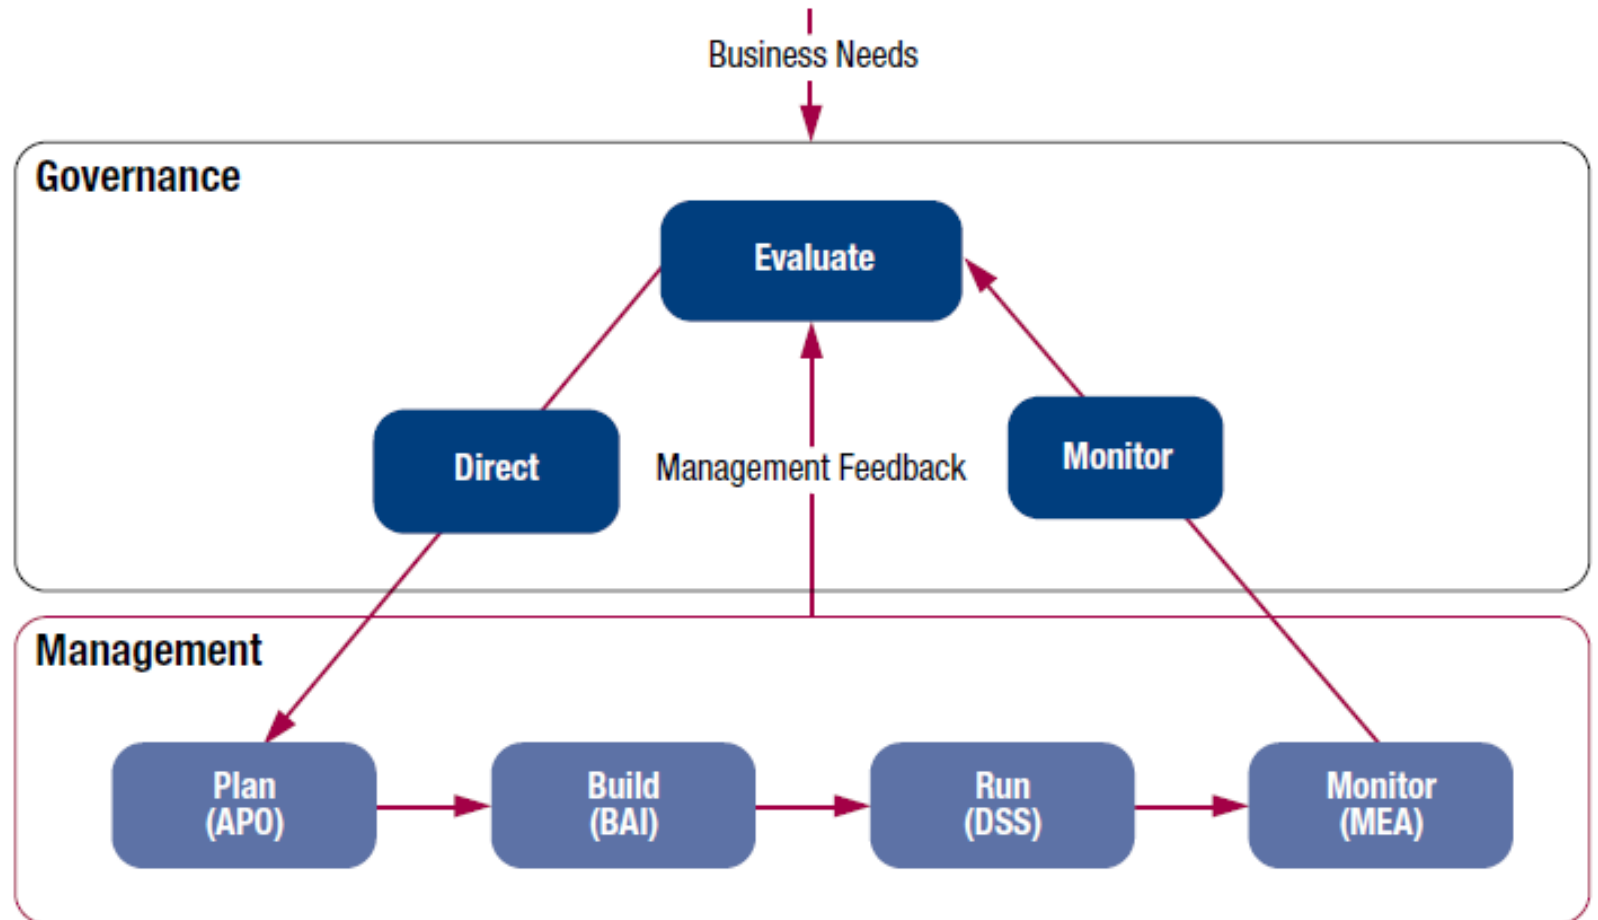 Business Needs
Governance
Evaluate
Direct
Management Feedback
Monitor
Management
Plan
(APO)
Build
(BAI)
Run
(DSS)
Monitor
(MEA)